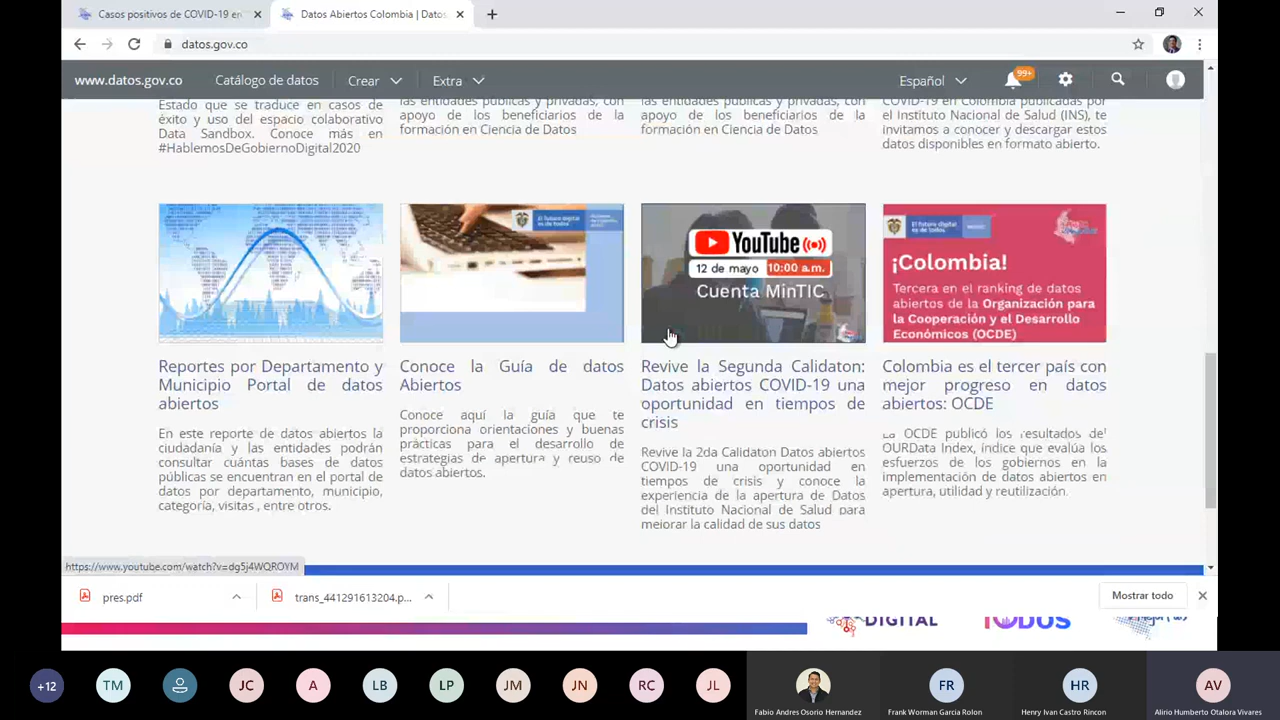 Casos positivos de COVID-19 en
Datos Abiertos Colombia | Datos
datos.gov.co
www.datos.gov.co
Catálogo de datos
Crear
Extra
Español
99+
Estado que se traduce en casos de
éxito y uso del espacio colaborativo
Data Sandbox. Conoce más en
#HablemosDeGobiernoDigital2020
las entidades públicas y privadas, con
apoyo de los beneficiarios de la
formación en Ciencia de Datos
las entidades públicas y privadas, con
apoyo de los beneficiarios de la
formación en Ciencia de Datos
COVID-19 en Colombia publicadas por
el Instituto Nacional de Salud (INS), te
invitamos a conocer y descargar estos
datos disponibles en formato abierto.
El futuro digital
es de todos
YouTube
12 de mayo 10:00 a.m.
Cuenta MinTIC
El futuro digital
es de todos
¡Colombia!
Tercera en el ranking de datos
abiertos de la Organización para
la Cooperación y el Desarrollo
Económicos (OCDE)
Reportes por Departamento y
Municipio Portal de datos
abiertos
En este reporte de datos abiertos la
ciudadanía y las entidades podrán
consultar cuántas bases de datos
públicas se encuentran en el portal de
datos por departamento, municipio,
categoría, visitas , entre otros.
Conoce la Guía de datos
Abiertos
Conoce aquí la guía que te
proporciona orientaciones y buenas
prácticas para el desarrollo de
estrategias de apertura y reuso de
datos abiertos.
Revive la Segunda Calidaton:
Datos abiertos COVID-19 una
oportunidad en tiempos de
crisis
Revive la 2da Calidaton Datos abiertos
COVID-19 una oportunidad en
tiempos de crisis y conoce la
experiencia de la apertura de Datos
del Instituto Nacional de Salud para
mejorar la calidad de sus datos
Colombia es el tercer país con
mejor progreso en datos
abiertos: OCDE
La OCDE publicó los resultados del
OURData Index, índice que evalúa los
esfuerzos de los gobiernos en la
implementación de datos abiertos en
apertura, utilidad y reutilización.
https://www.youtube.com/watch?v=dg5j4WQROYM
pres.pdf
trans_441291613204.p...
Mostrar todo
DIGITAL
TODOS
+12
TM
JC
A
LB
LP
JM
JN
RC
JL
FR
HR
AV
Fabio Andres Osorio Hernandez
Frank Worman Garcia Rolon
Henry Ivan Castro Rincon
Alirio Humberto Otalora Vivares